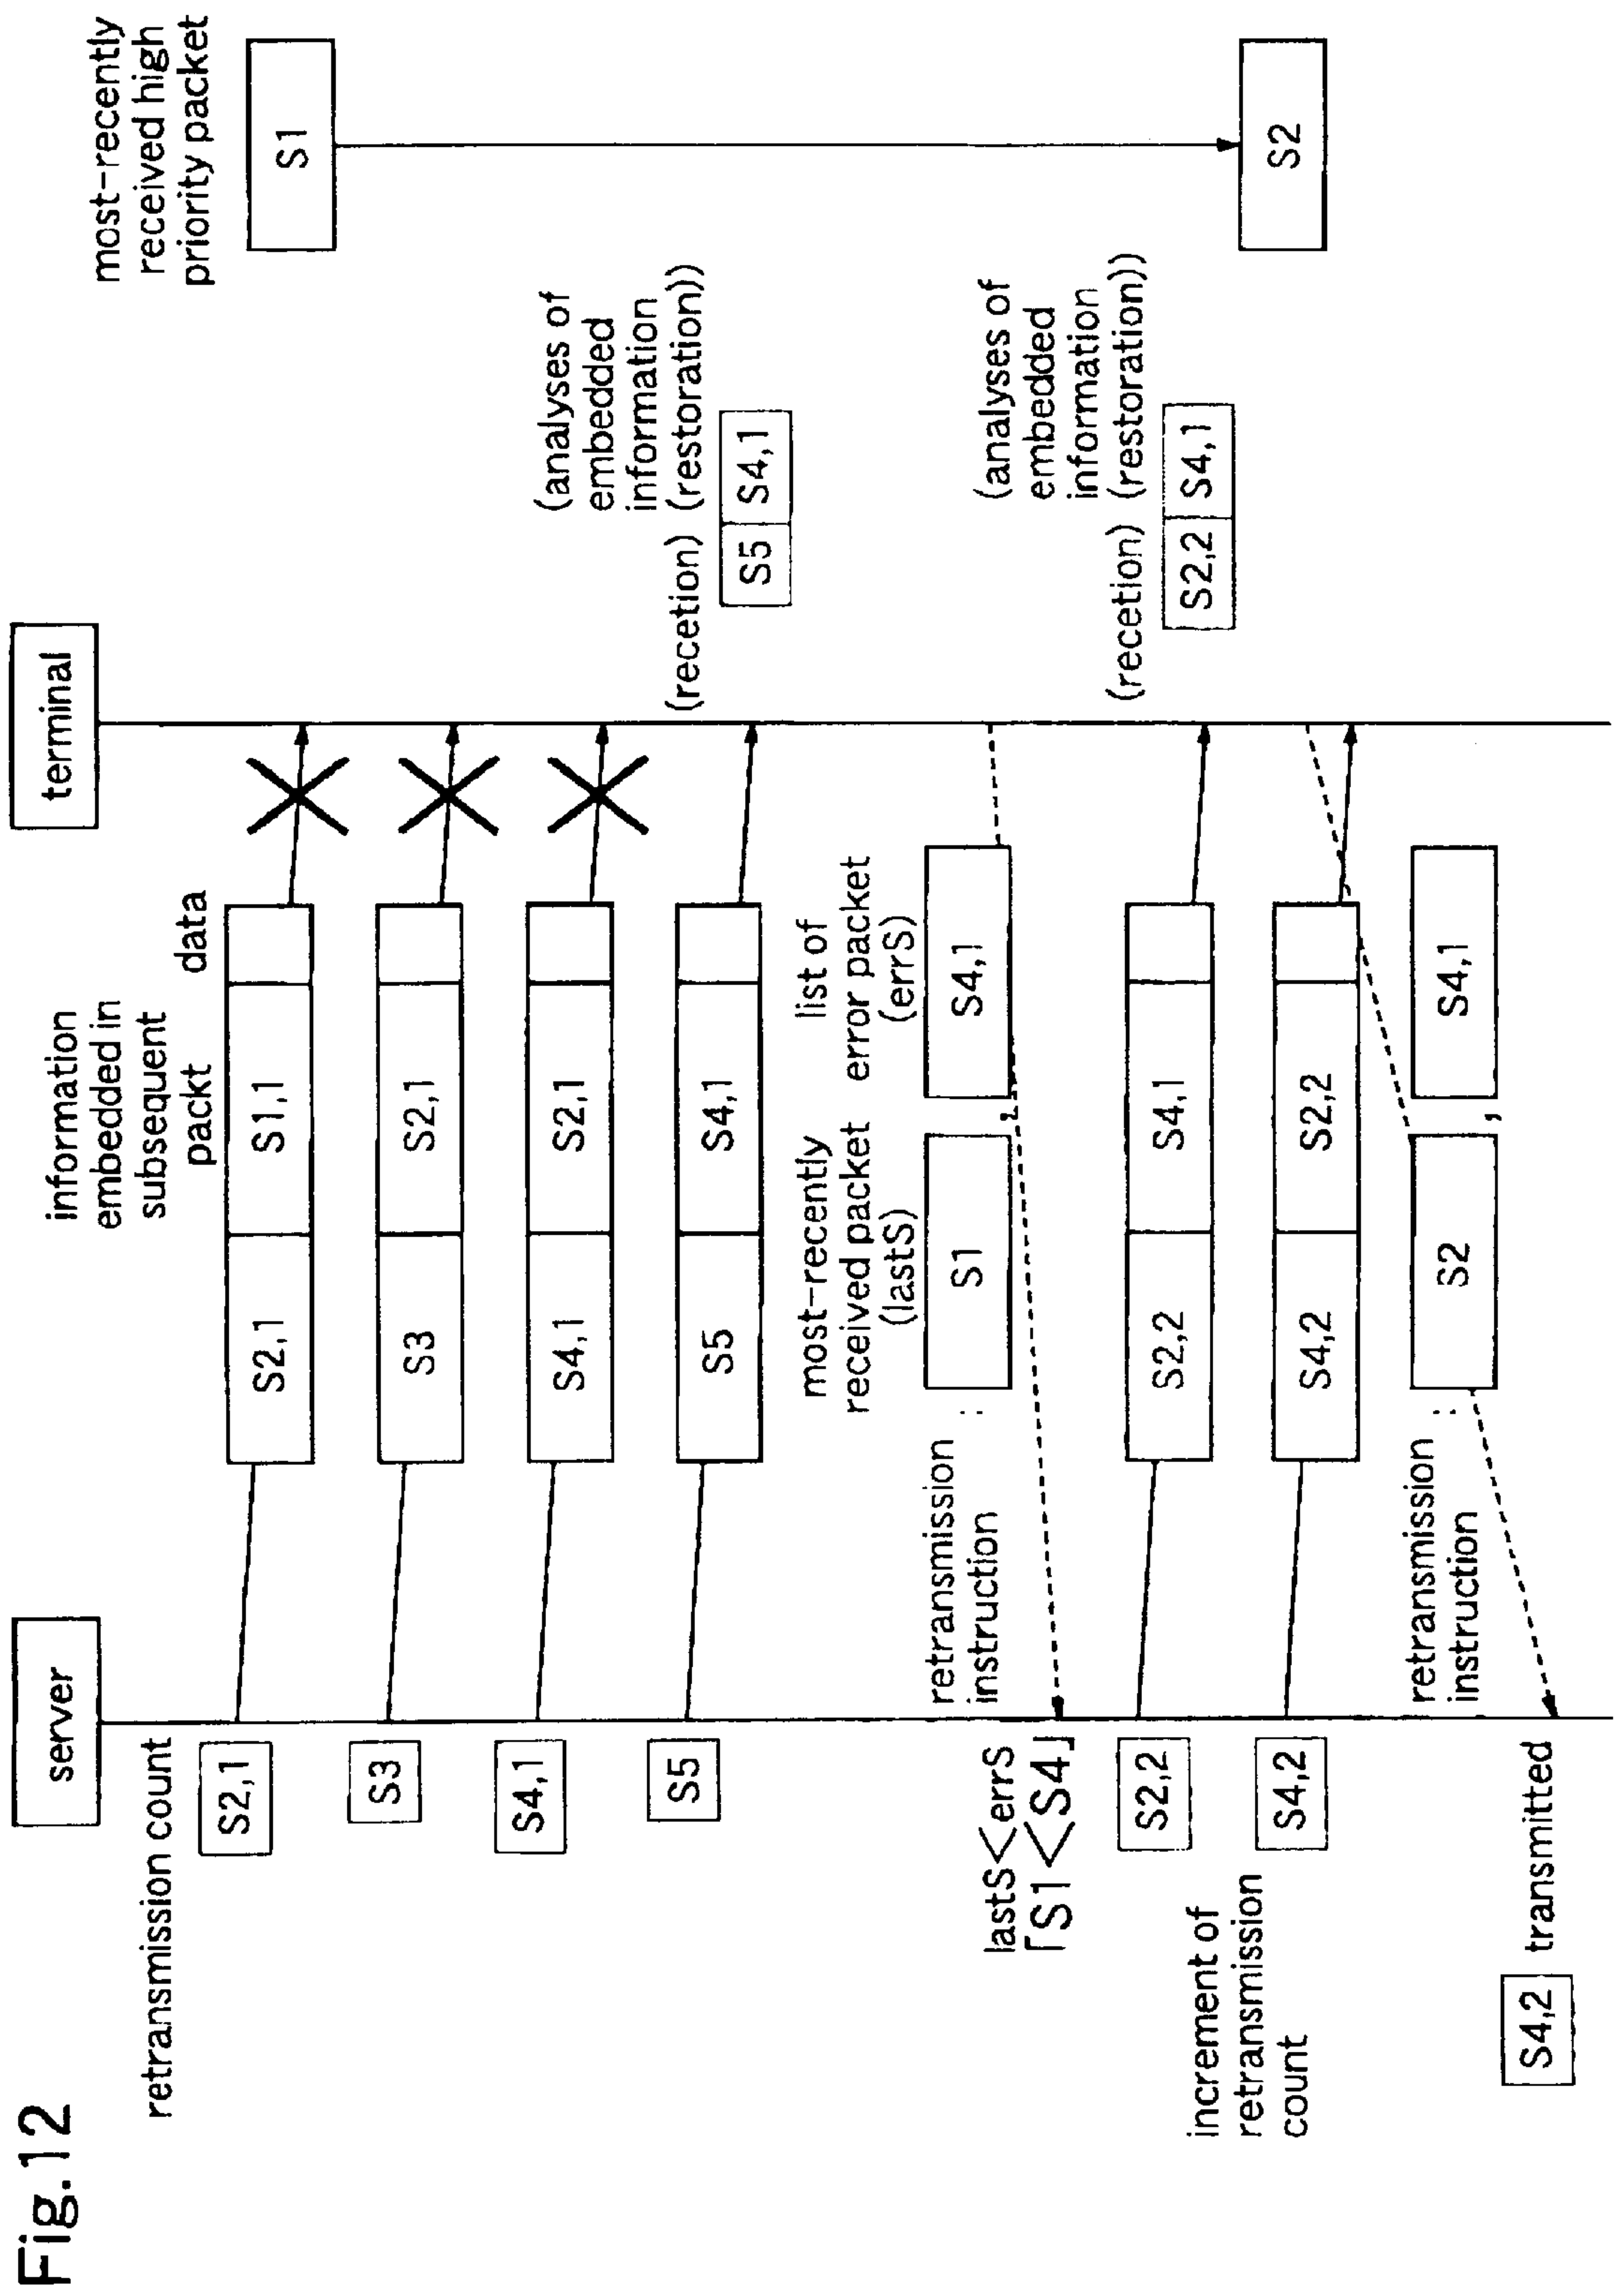 Fig.12
server
terminal
most-recently
received high
priority packet
retransmission count
information
embedded in
subsequent
packt
data
S1
S2,1
S2,1
S1,1
S3
S3
S2,1
S4,1
S4,1
S2,1
(analyses of
embedded
information
(recetion) (restoration))
S5
S5
S4,1
S5
S4,1
most-recently
received packet
(lastS)
list of
error packet
(errS)
retransmission
instruction
:
S1
,
S4,1
lastS<errS
「S1<S4」
(analyses of
embedded
information
(recetion) (restoration))
S2,2
S2,2
S4,1
S2,2
S4,1
increment of
retransmission
count
S4,2
S4,2
S2,2
S2
retransmission
instruction
:
S2
,
S4,1
S4,2
transmitted